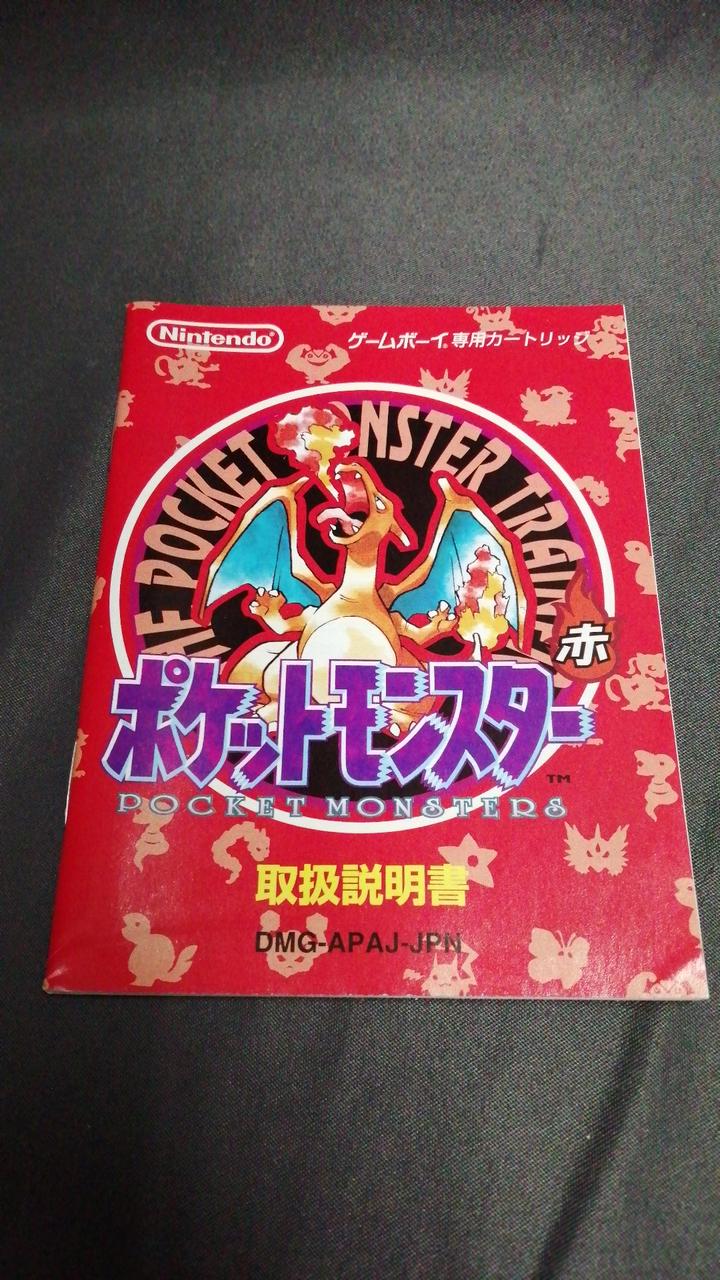 Nintendo®
ゲームボーイ専用カートリッジ
POCKET MONSTER
赤
ポケットモンスター
TM
POCKET MONSTERS
取扱説明書
DMG-APAJ-JPN